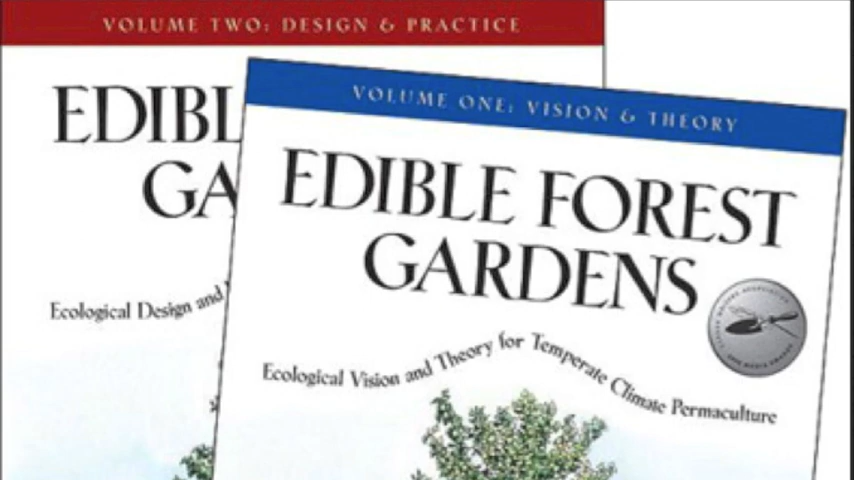 VOLUME TWO: DESIGN & PRACTICE
EDIBL
GA
Ecological Design and
VOLUME ONE: VISION & THEORY
EDIBLE FOREST
GARDENS
Ecological Vision and Theory for Temperate Climate Permaculture